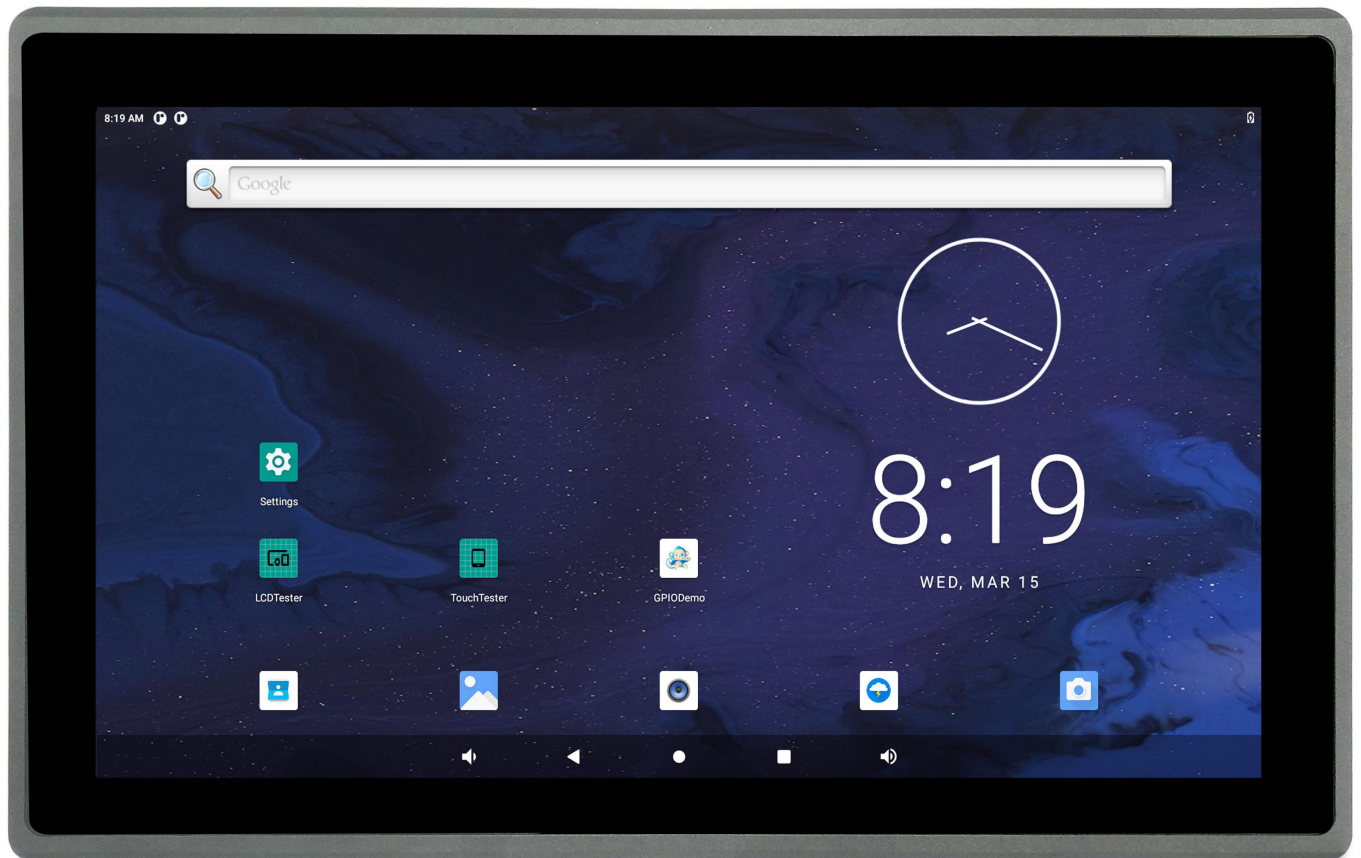 8:19 AM
Google
8:19
WED, MAR 15
Settings
LCDTester
TouchTester
GPIODemo